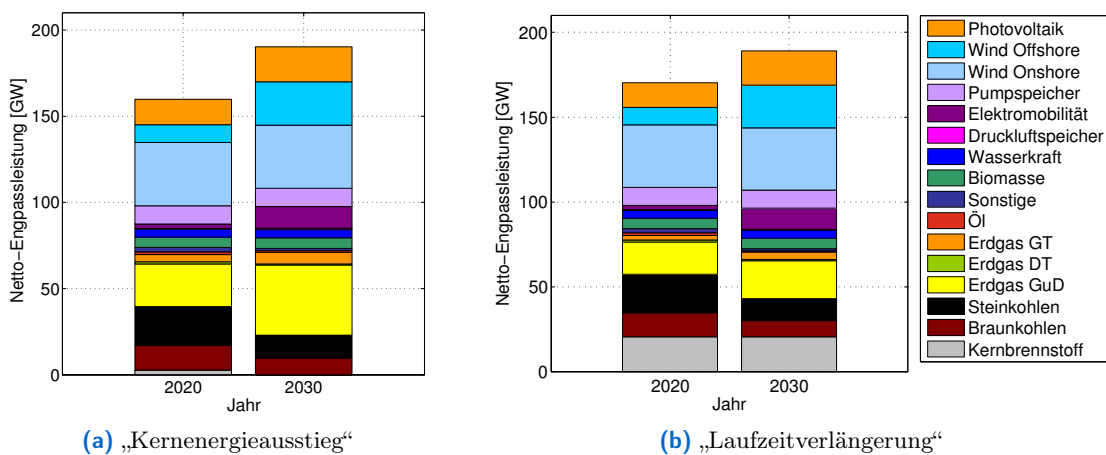 Netto−Engpassleistung [GW]
200
150
100
50
0
2020
2030
Jahr
(a) „Kernenergieausstieg“
Netto−Engpassleistung [GW]
200
150
100
50
0
2020
2030
Jahr
(b) „Laufzeitverlängerung“
Photovoltaik
Wind Offshore
Wind Onshore
Pumpspeicher
Elektromobilität
Druckluftspeicher
Wasserkraft
Biomasse
Sonstige
Öl
Erdgas GT
Erdgas DT
Erdgas GuD
Steinkohlen
Braunkohlen
Kernbrennstoff